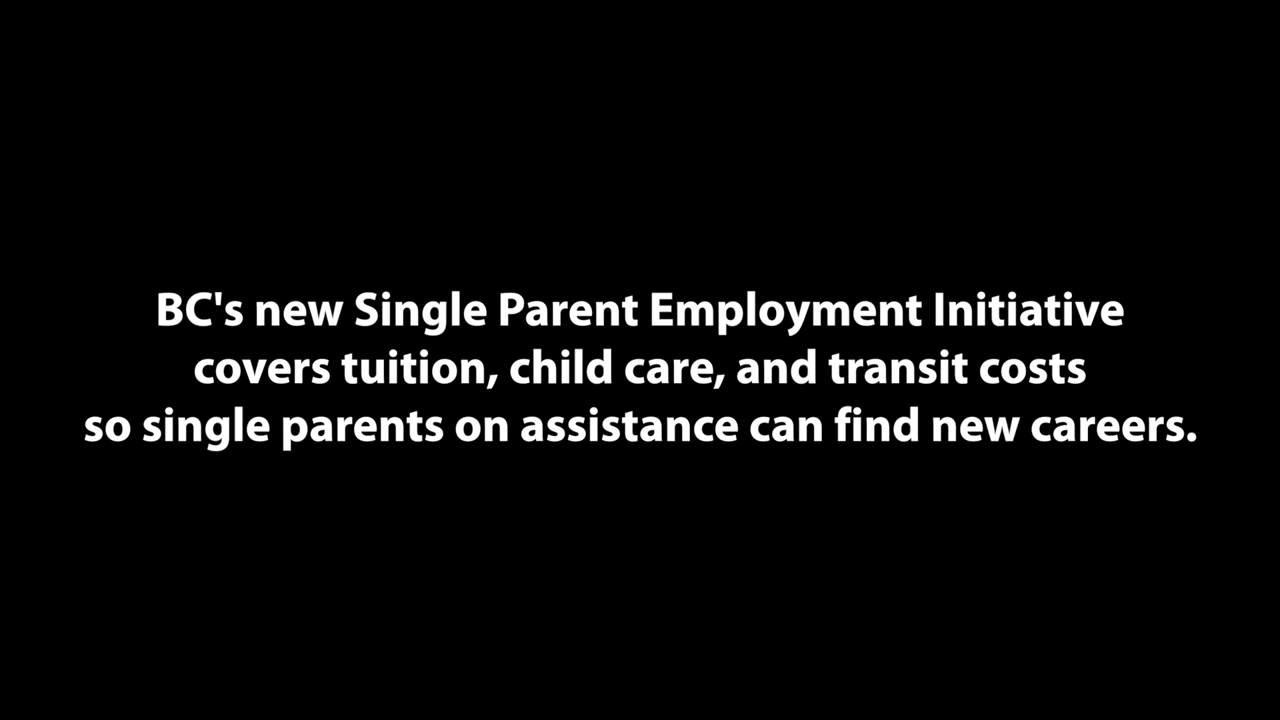 BC's new Single Parent Employment Initiative
covers tuition, child care, and transit costs
so single parents on assistance can find new careers.